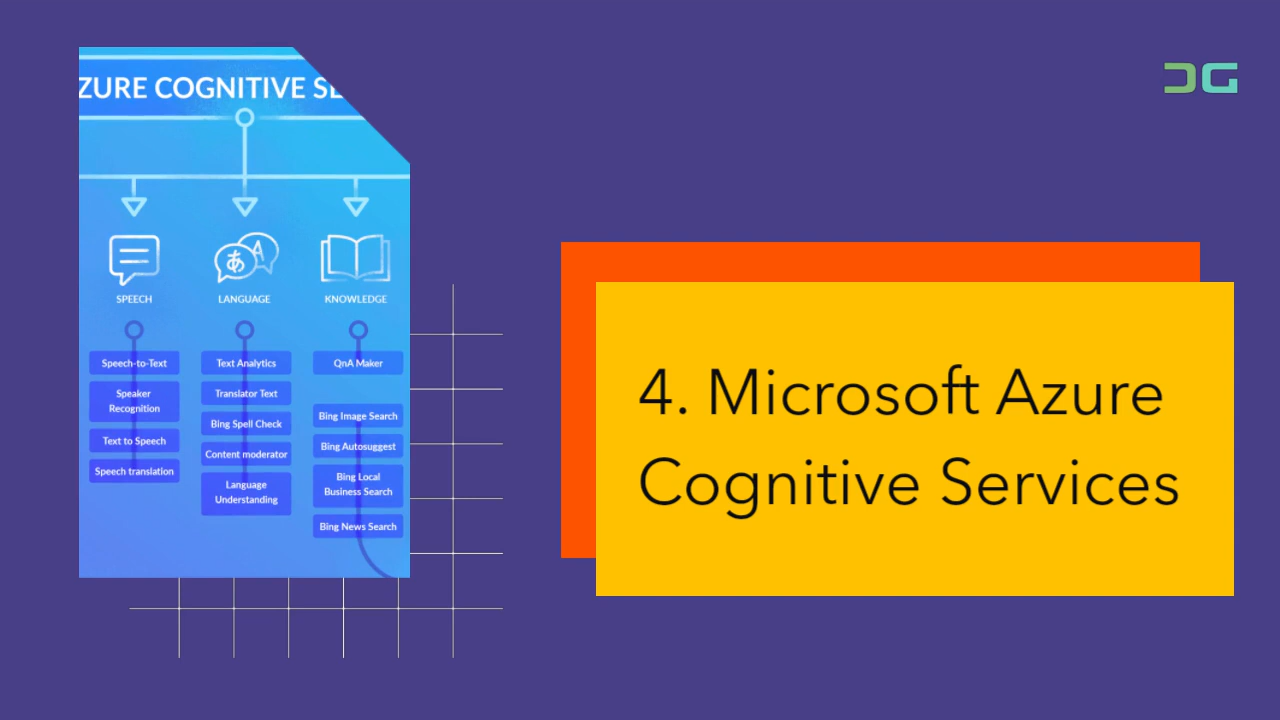 ZURE COGNITIVE SE
SPEECH
LANGUAGE
KNOWLEDGE
Speech-to-Text
Speaker
Recognition
Text to Speech
Speech translation
Text Analytics
Translator Text
Bing Spell Check
Content moderator
Language
Understanding
QnA Maker
Bing Image Search
Bing Autosuggest
Bing Local
Business Search
Bing News Search
4. Microsoft Azure
Cognitive Services